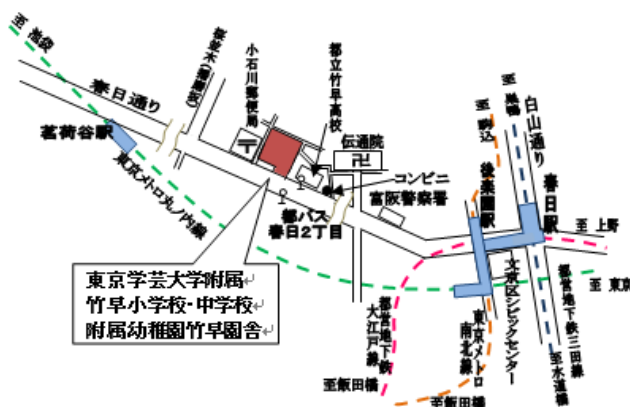 至 池袋
春日通り
茗荷谷駅
東京メトロ丸ノ内線
桜並木(播磨坂)
小石川郵便局
都立竹早高校
伝通院
卍
コンビニ
富阪警察署
都バス
春日2丁目
東京学芸大学附属
竹早小学校・中学校
附属幼稚園竹早園舎
至 駒込
後楽園駅
至 巣鴨
白山通り
春日駅
至 上野
至 東京
文京区シビックセンター
都営地下鉄三田線
至水道橋
都営地下鉄
大江戸線
至飯田橋
東京メトロ
南北線
至飯田橋